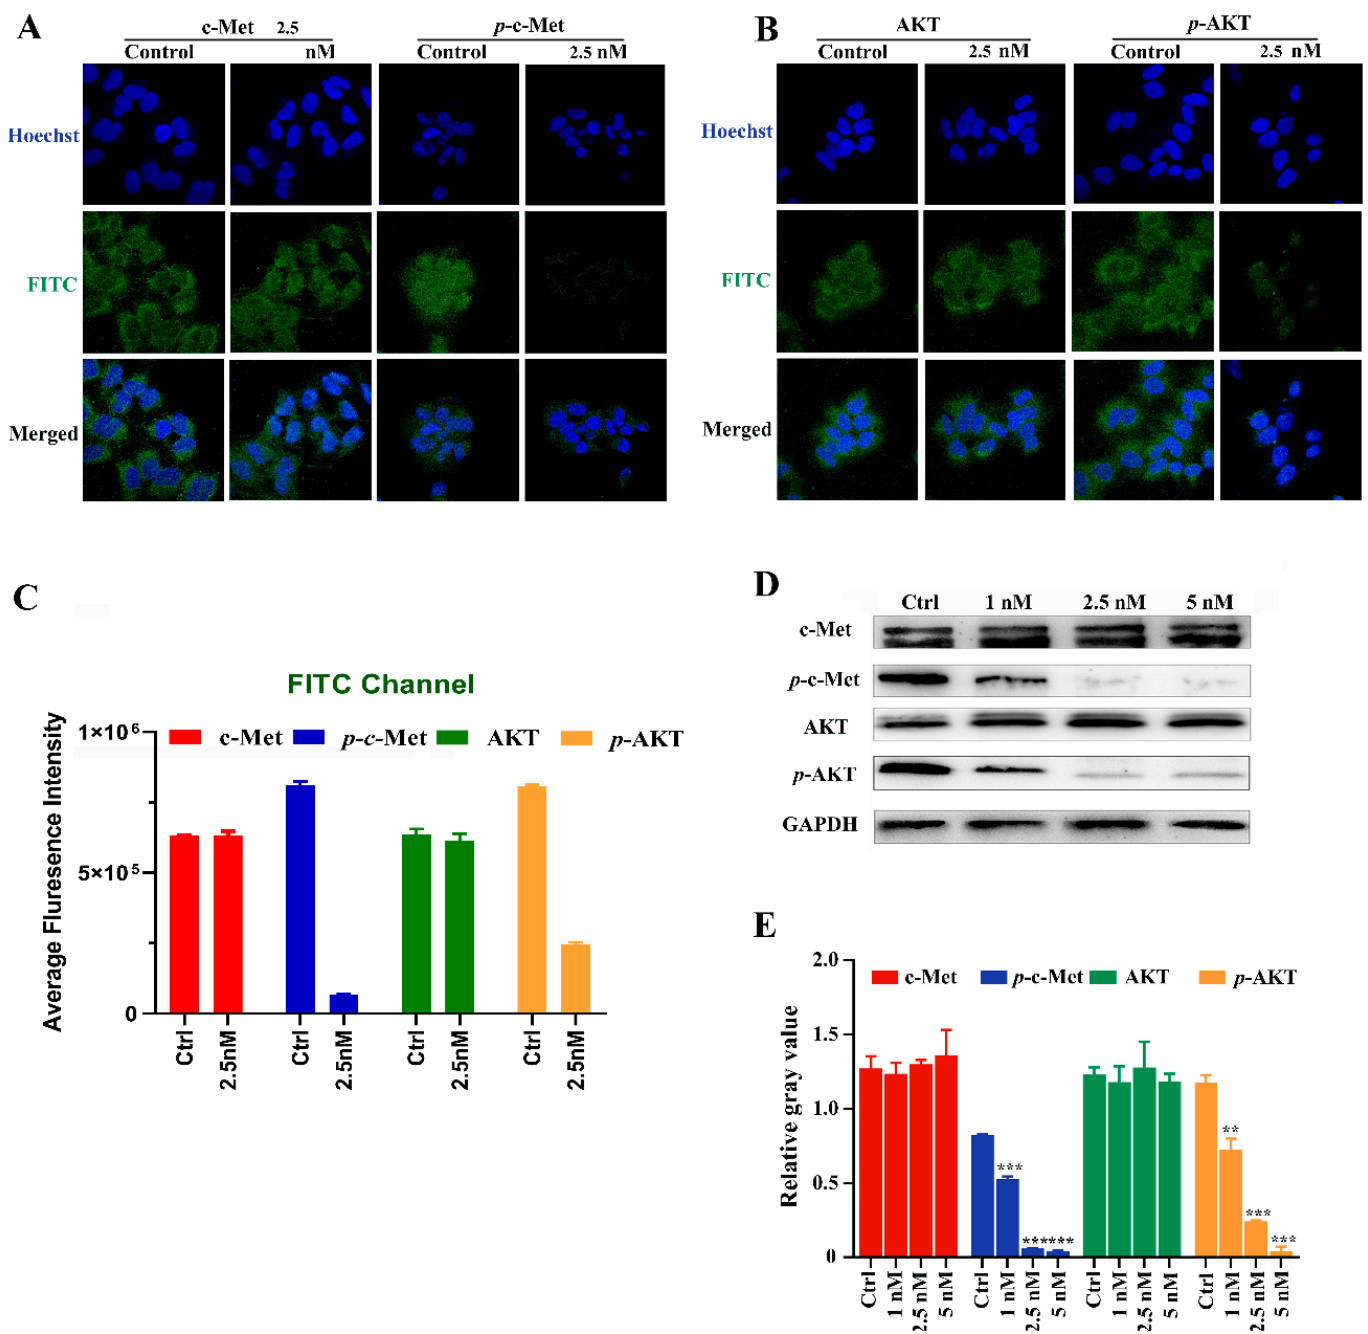 A
c-Met 2.5
p-c-Met
Control
nM
Control
2.5 nM
Hoechst
FITC
Merged
B
AKT
p-AKT
Control
2.5 nM
Control
2.5 nM
Hoechst
FITC
Merged
C
FITC Channel
c-Met
p-c-Met
AKT
p-AKT
Average Fluresence Intensity
1×10⁶
5×10⁵
0
Ctrl
2.5nM
Ctrl
2.5nM
Ctrl
2.5nM
Ctrl
2.5nM
D
Ctrl 1 nM 2.5 nM 5 nM
c-Met
p-c-Met
AKT
p-AKT
GAPDH
E
c-Met
p-c-Met
AKT
p-AKT
Relative gray value
2.0
1.5
1.0
0.5
0
***
******
**
***
***
Ctrl
1 nM
2.5 nM
5 nM
Ctrl
1 nM
2.5 nM
5 nM
Ctrl
1 nM
2.5 nM
5 nM
Ctrl
1 nM
2.5 nM
5 nM